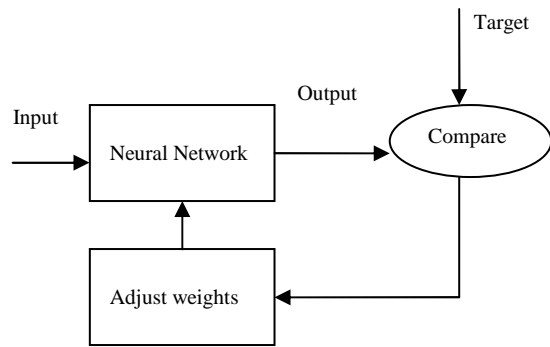 Target
Output
Input
Compare
Neural Network
Adjust weights